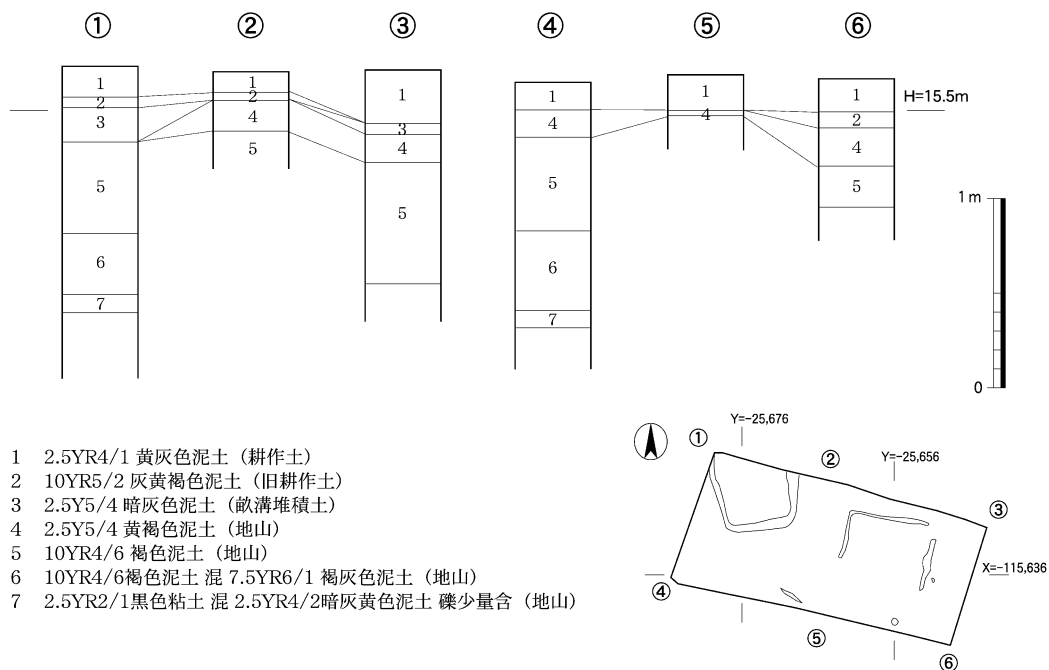 ① ② ③ ④ ⑤ ⑥
1 1 1 1 1 1
H=15.5m
2 2 3 4 4 2
3 4 4 5 4
5 5 5 6 5
6 7
7
1 m
0
1 2.5YR4/1 黄灰色泥土（耕作土）
2 10YR5/2 灰黄褐色泥土（旧耕作土）
3 2.5Y5/4 暗灰色泥土（畝溝堆積土）
4 2.5Y5/4 黄褐色泥土（地山）
5 10YR4/6 褐色泥土（地山）
6 10YR4/6褐色泥土 混 7.5YR6/1 褐灰色泥土（地山）
7 2.5YR2/1黒色粘土 混 2.5YR4/2暗灰黄色泥土 礫少量含（地山）
Y=-25,676
①
②
Y=-25,656
③
X=-115,636
④
⑤
⑥